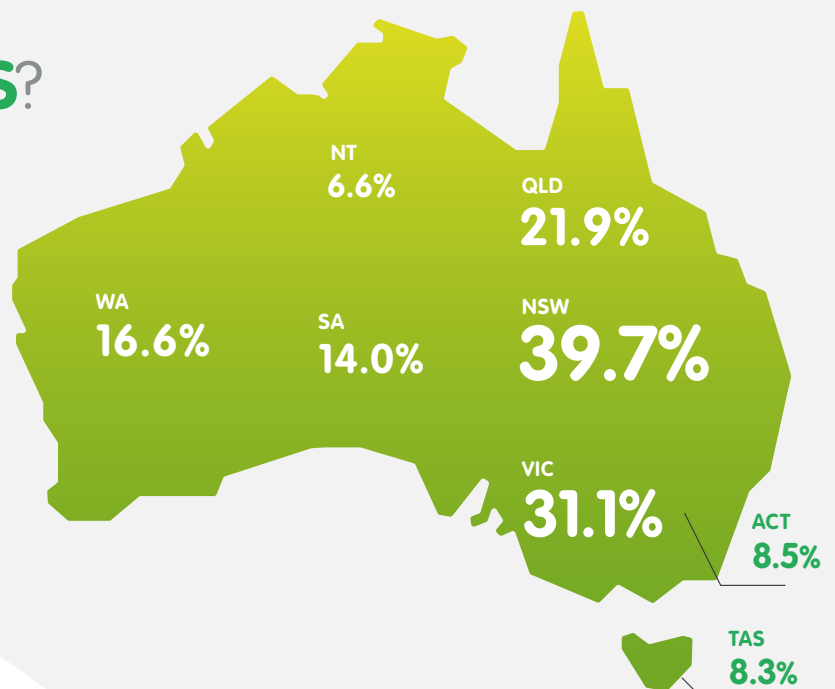 s?
NT
6.6%
QLD
21.9%
WA
16.6%
SA
14.0%
NSW
39.7%
VIC
31.1%
ACT
8.5%
TAS
8.3%